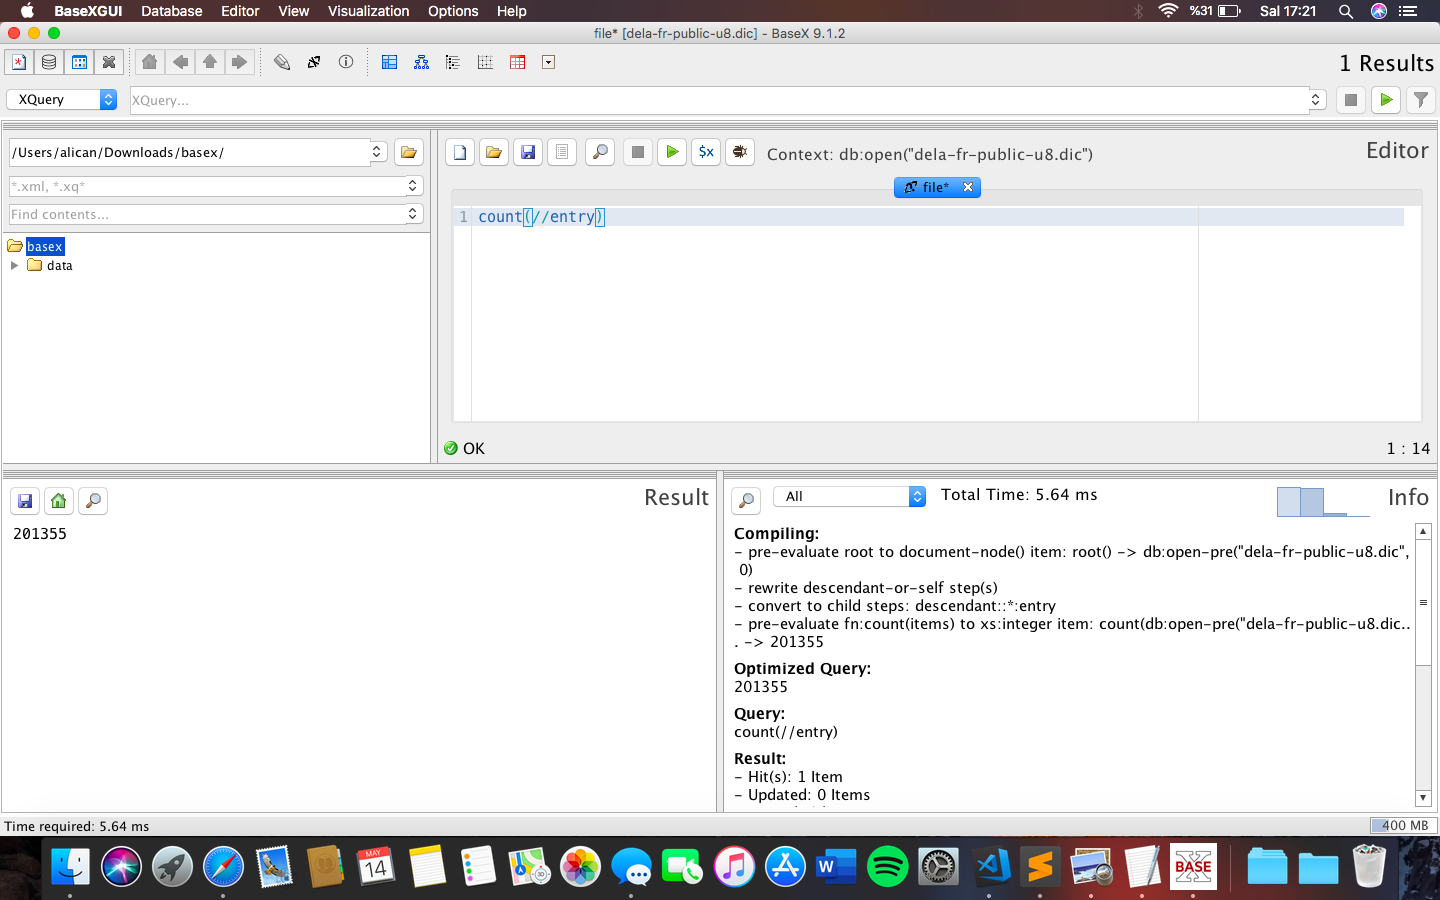 BaseXGUI Database Editor View Visualization Options Help %31 Sal 17:21
file* [dela-fr-public-u8.dic] - BaseX 9.1.2
1 Results
XQuery XQuery...
/Users/alican/Downloads/basex/
*.xml, *.xq*
Find contents...
basex
data
$x Context: db:open("dela-fr-public-u8.dic") Editor
file*
1 count(//entry)
OK 1 : 14
Result
201355
All Total Time: 5.64 ms Info
Compiling:
- pre-evaluate root to document-node() item: root() -> db:open-pre("dela-fr-public-u8.dic",
0)
- rewrite descendant-or-self step(s)
- convert to child steps: descendant::*:entry
- pre-evaluate fn:count(items) to xs:integer item: count(db:open-pre("dela-fr-public-u8.dic..
. -> 201355
Optimized Query:
201355
Query:
count(//entry)
Result:
- Hit(s): 1 Item
- Updated: 0 Items
Time required: 5.64 ms 400 MB
MAY
14
BASE